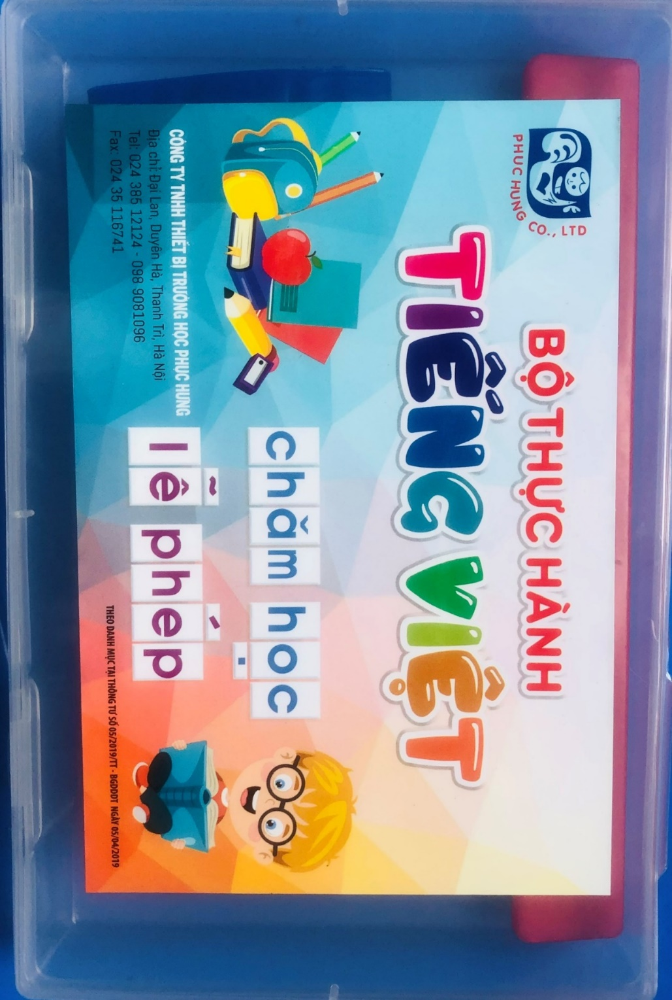 PHUC HUNG CO., LTD
BỘ THỰC HÀNH
TIẾNG VIỆT
chăm học
lễ phép
CÔNG TY TNHH THIẾT BỊ TRƯỜNG HỌC PHỤC HƯNG
Địa chỉ: Đại Lan, Duyên Hà, Thanh Trì, Hà Nội
Tel: 024 385 12124 - 098 9081096
Fax: 024 35 116741
THEO DANH MỤC TẠI THÔNG TƯ SỐ 05/2019/TT - BGDĐĐT NGÀY 05/04/2019